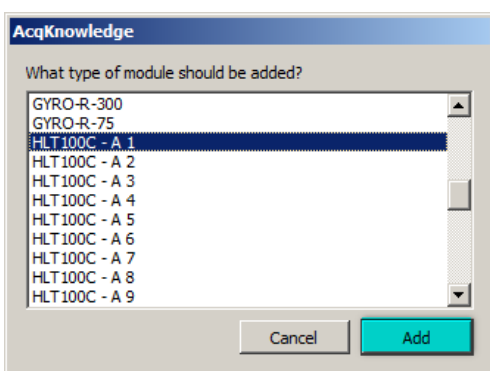 AcqKnowledge
What type of module should be added?
GYRO-R-300
GYRO-R-75
HLT100C - A 1
HLT100C - A 2
HLT100C - A 3
HLT100C - A 4
HLT100C - A 5
HLT100C - A 6
HLT100C - A 7
HLT100C - A 8
HLT100C - A 9
Cancel Add